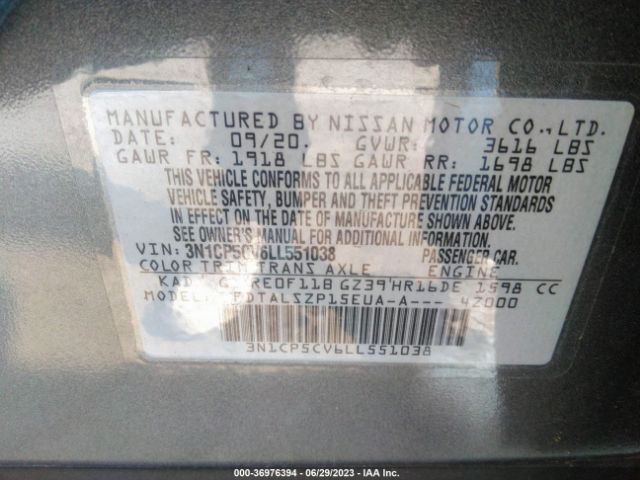 MANUFACTURED BY NISSAN MOTOR CO.,LTD.
DATE: 09/20. GVWR: 3616 LBS
GAWR FR: 1918 LBS GAWR RR: 1698 LBS
THIS VEHICLE CONFORMS TO ALL APPLICABLE FEDERAL MOTOR
VEHICLE SAFETY, BUMPER AND THEFT PREVENTION STANDARDS
IN EFFECT ON THE DATE OF MANUFACTURE SHOWN ABOVE.
SEE OWNER'S MANUAL FOR ADDITIONAL INFORMATION.
VIN: 3N1CP5CV6LL551038 PASSENGER CAR.
COLOR TRIM TRANS AXLE ENGINE
KAD G RE0F11B GZ39 HR16DE 1598 CC
FDTALSZP15EUA-A--- 42000
3N1CP5CV6LL551038
000-36976394 | 06/29/2023 | IAA Inc.